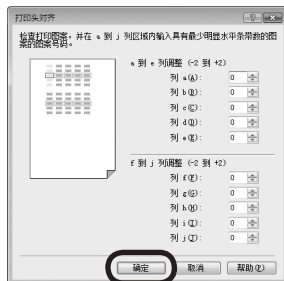 打印头对齐
检查打印图案，并在 a 到 j 列区域内输入具有最少明显水平条带数的图
案的图案号码。
a 到 e 列调整 (-2 到 +2)
列 a(A): 0
列 b(B): 0
列 c(C): 0
列 d(D): 0
列 e(E): 0
f 到 j 列调整 (-2 到 +2)
列 f(F): 0
列 g(G): 0
列 h(H): 0
列 i(I): 0
列 j(J): 0
确定 取消 帮助(P)